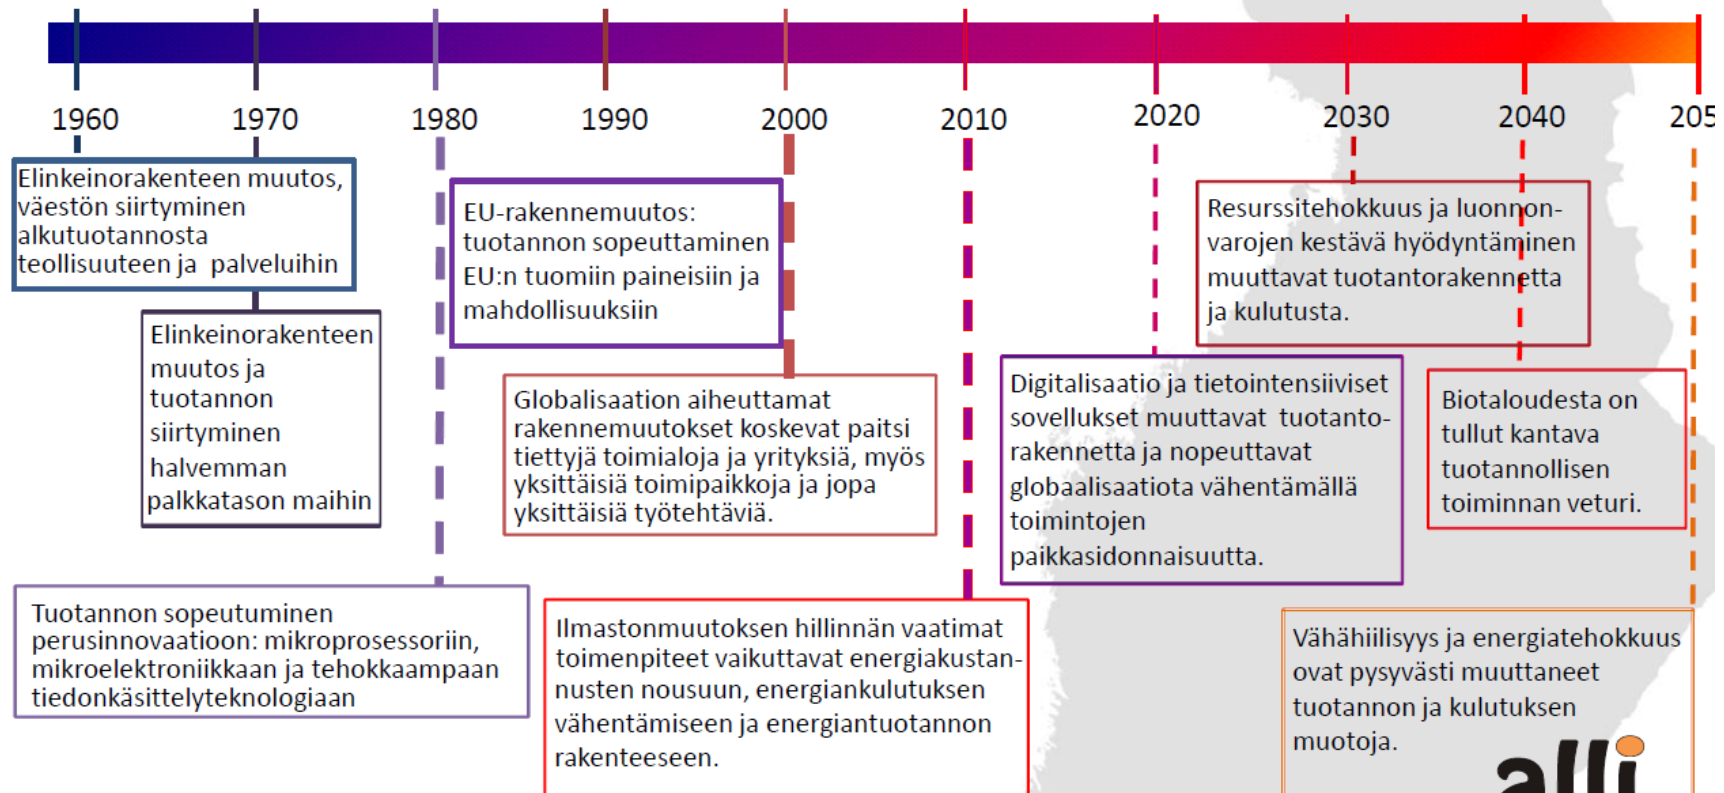 1960
1970
1980
1990
2000
2010
2020
2030
2040
205
Elinkeinorakenteen muutos,
väestön siirtyminen
alkutuotannosta
teollisuuteen ja palveluihin
Elinkeinorakenteen
muutos ja
tuotannon
siirtyminen
halvemman
palkkatason maihin
Tuotannon sopeutuminen
perusinnovaatioon: mikroprosessoriin,
mikroelektroniikkaan ja tehokkaampaan
tiedonkäsittelyteknologiaan
EU-rakennemuutos:
tuotannon sopeuttaminen
EU:n tuomiin paineisiin ja
mahdollisuuksiin
Globalisaation aiheuttamat
rakennemuutokset koskevat paitsi
tiettyjä toimialoja ja yrityksiä, myös
yksittäisiä toimipaikkoja ja jopa
yksittäisiä työtehtäviä.
Ilmastonmuutoksen hillinnän vaatimat
toimenpiteet vaikuttavat energiakustan-
nusten nousuun, energiankulutuksen
vähentämiseen ja energiantuotannon
rakenteeseen.
Digitalisaatio ja tietointensiiviset
sovellukset muuttavat tuotanto-
rakennetta ja nopeuttavat
globaalisaatiota vähentämällä
toimintojen
paikkasidonnaisuutta.
Resurssitehokkuus ja luonnon-
varojen kestävä hyödyntäminen
muuttavat tuotantorakennetta
ja kulutusta.
Biotaloudesta on
tullut kantava
tuotannollisen
toiminnan veturi.
Vähähiilisyys ja energiatehokkuus
ovat pysyvästi muuttaneet
tuotannon ja kulutuksen
muotoja.
alli